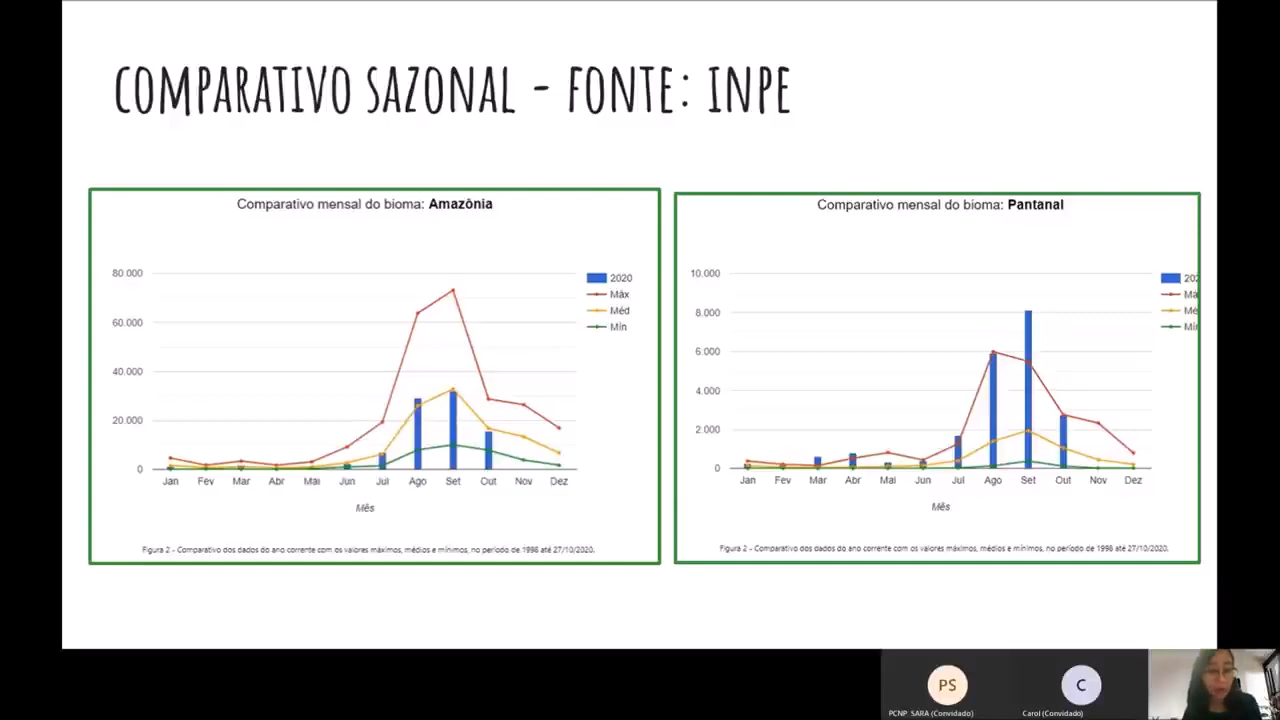 COMPARATIVO SAZONAL - FONTE: INPE
Comparativo mensal do bioma: Amazônia
80.000
60.000
40.000
20.000
0
Jan Fev Mar Abr Mai Jun Jul Ago Set Out Nov Dez
Mês
2020
Máx
Méd
Mín
Figura 2 - Comparativo dos dados do ano corrente com os valores máximos, médios e mínimos, no período de 1998 até 27/10/2020.
Comparativo mensal do bioma: Pantanal
10.000
8.000
6.000
4.000
2.000
0
Jan Fev Mar Abr Mai Jun Jul Ago Set Out Nov Dez
Mês
202
Má
Mé
Mí
Figura 2 - Comparativo dos dados do ano corrente com os valores máximos, médios e mínimos, no período de 1998 até 27/10/2020.
PS
PCNP SARA (Convidado)
C
Carol (Convidado)